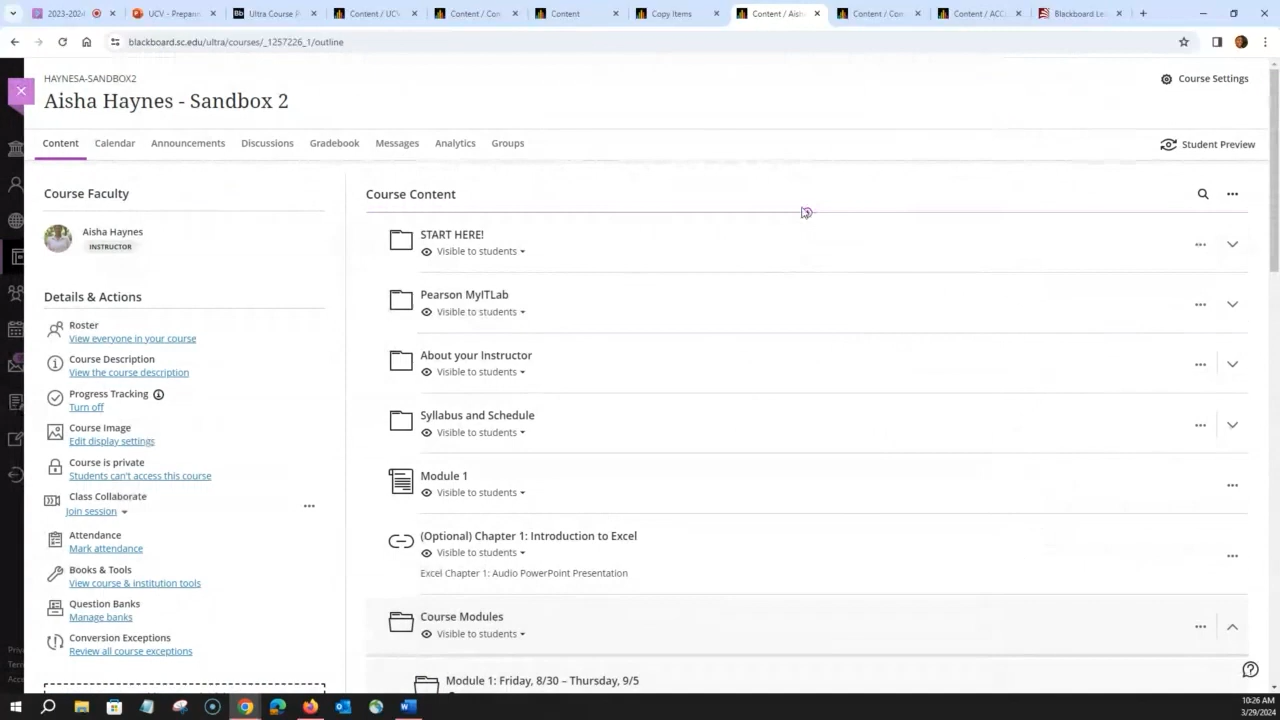 2023-2024
UCV - Prepann
Ultra Course P
Content / UCV
Content / Con
Content
Copy Items
Content / Aish
Content / Con
Content / ACC
Blackboard Le
blackboard.sc.edu/ultra/courses/_1257226_1/outline
HAYNESA-SANDBOX2
Aisha Haynes - Sandbox 2
Course Settings
Content
Calendar
Announcements
Discussions
Gradebook
Messages
Analytics
Groups
Student Preview
Course Faculty
Aisha Haynes
INSTRUCTOR
Details & Actions
Roster
View everyone in your course
Course Description
View the course description
Progress Tracking
Turn off
Course Image
Edit display settings
Course is private
Students can't access this course
Class Collaborate
Join session
Attendance
Mark attendance
Books & Tools
View course & institution tools
Question Banks
Manage banks
Conversion Exceptions
Review all course exceptions
Priv
Term
Acce
Course Content
START HERE!
Visible to students
Pearson MyITLab
Visible to students
About your Instructor
Visible to students
Syllabus and Schedule
Visible to students
Module 1
Visible to students
(Optional) Chapter 1: Introduction to Excel
Visible to students
Excel Chapter 1: Audio PowerPoint Presentation
Course Modules
Visible to students
Module 1: Friday, 8/30 – Thursday, 9/5
10:26 AM
3/29/2024